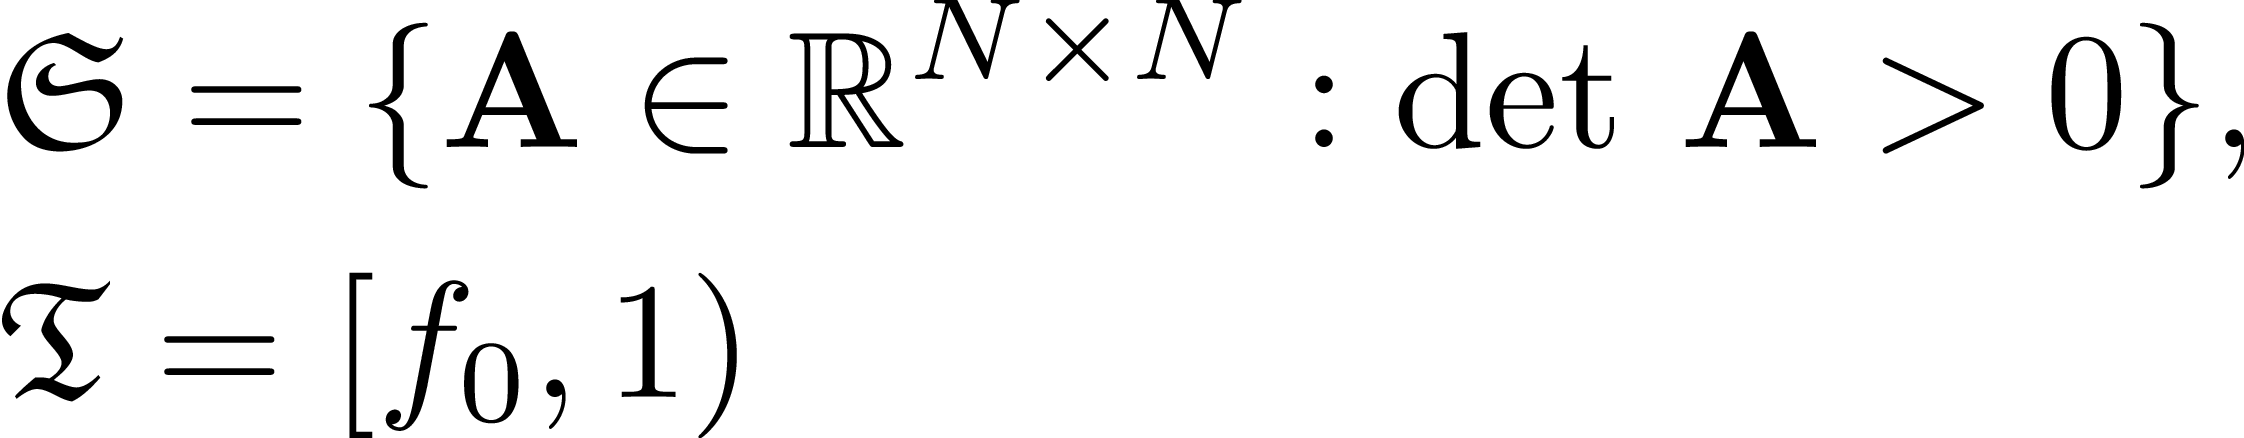 𝔖 = {𝐀 ∈ ℝ^{N×N} : det 𝐀 > 0},
𝔗 = [f₀, 1)